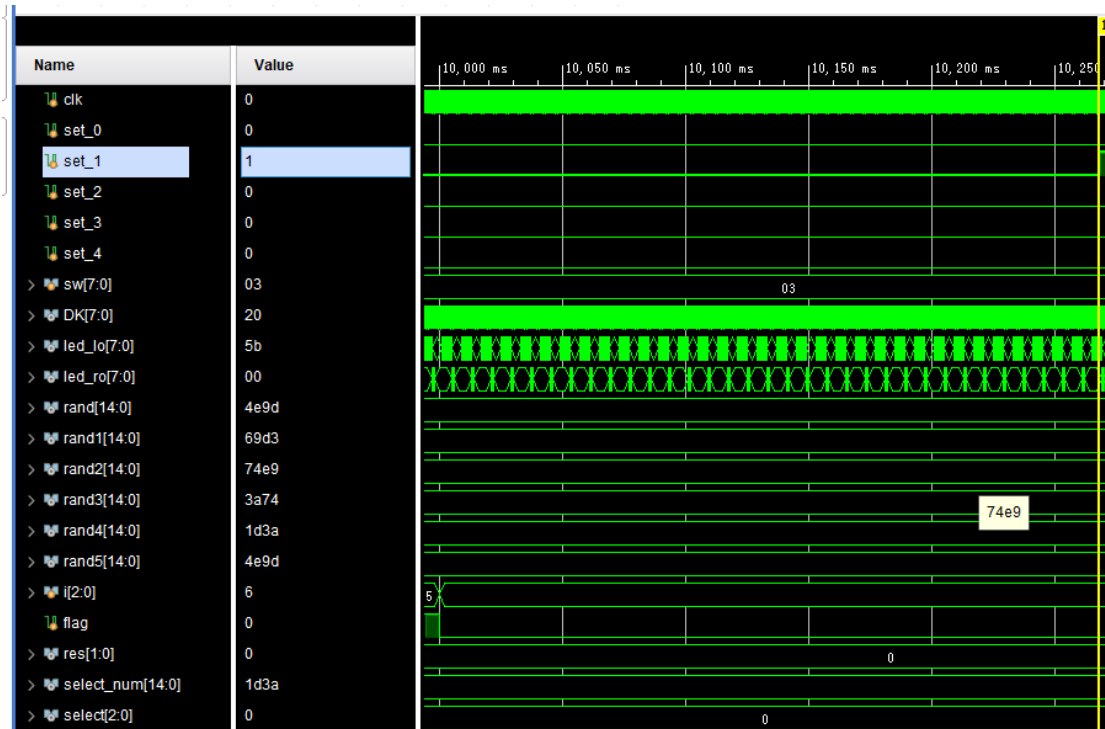 Name Value
10,000 ms 10,050 ms 10,100 ms 10,150 ms 10,200 ms 10,250
clk 0
set_0 0
set_1 1
set_2 0
set_3 0
set_4 0
sw[7:0] 03 03
DK[7:0] 20
led_lo[7:0] 5b
led_ro[7:0] 00
rand[14:0] 4e9d
rand1[14:0] 69d3
rand2[14:0] 74e9
rand3[14:0] 3a74
74e9
rand4[14:0] 1d3a
rand5[14:0] 4e9d
i[2:0] 6 5
flag 0
res[1:0] 0 0
select_num[14:0] 1d3a
select[2:0] 0 0